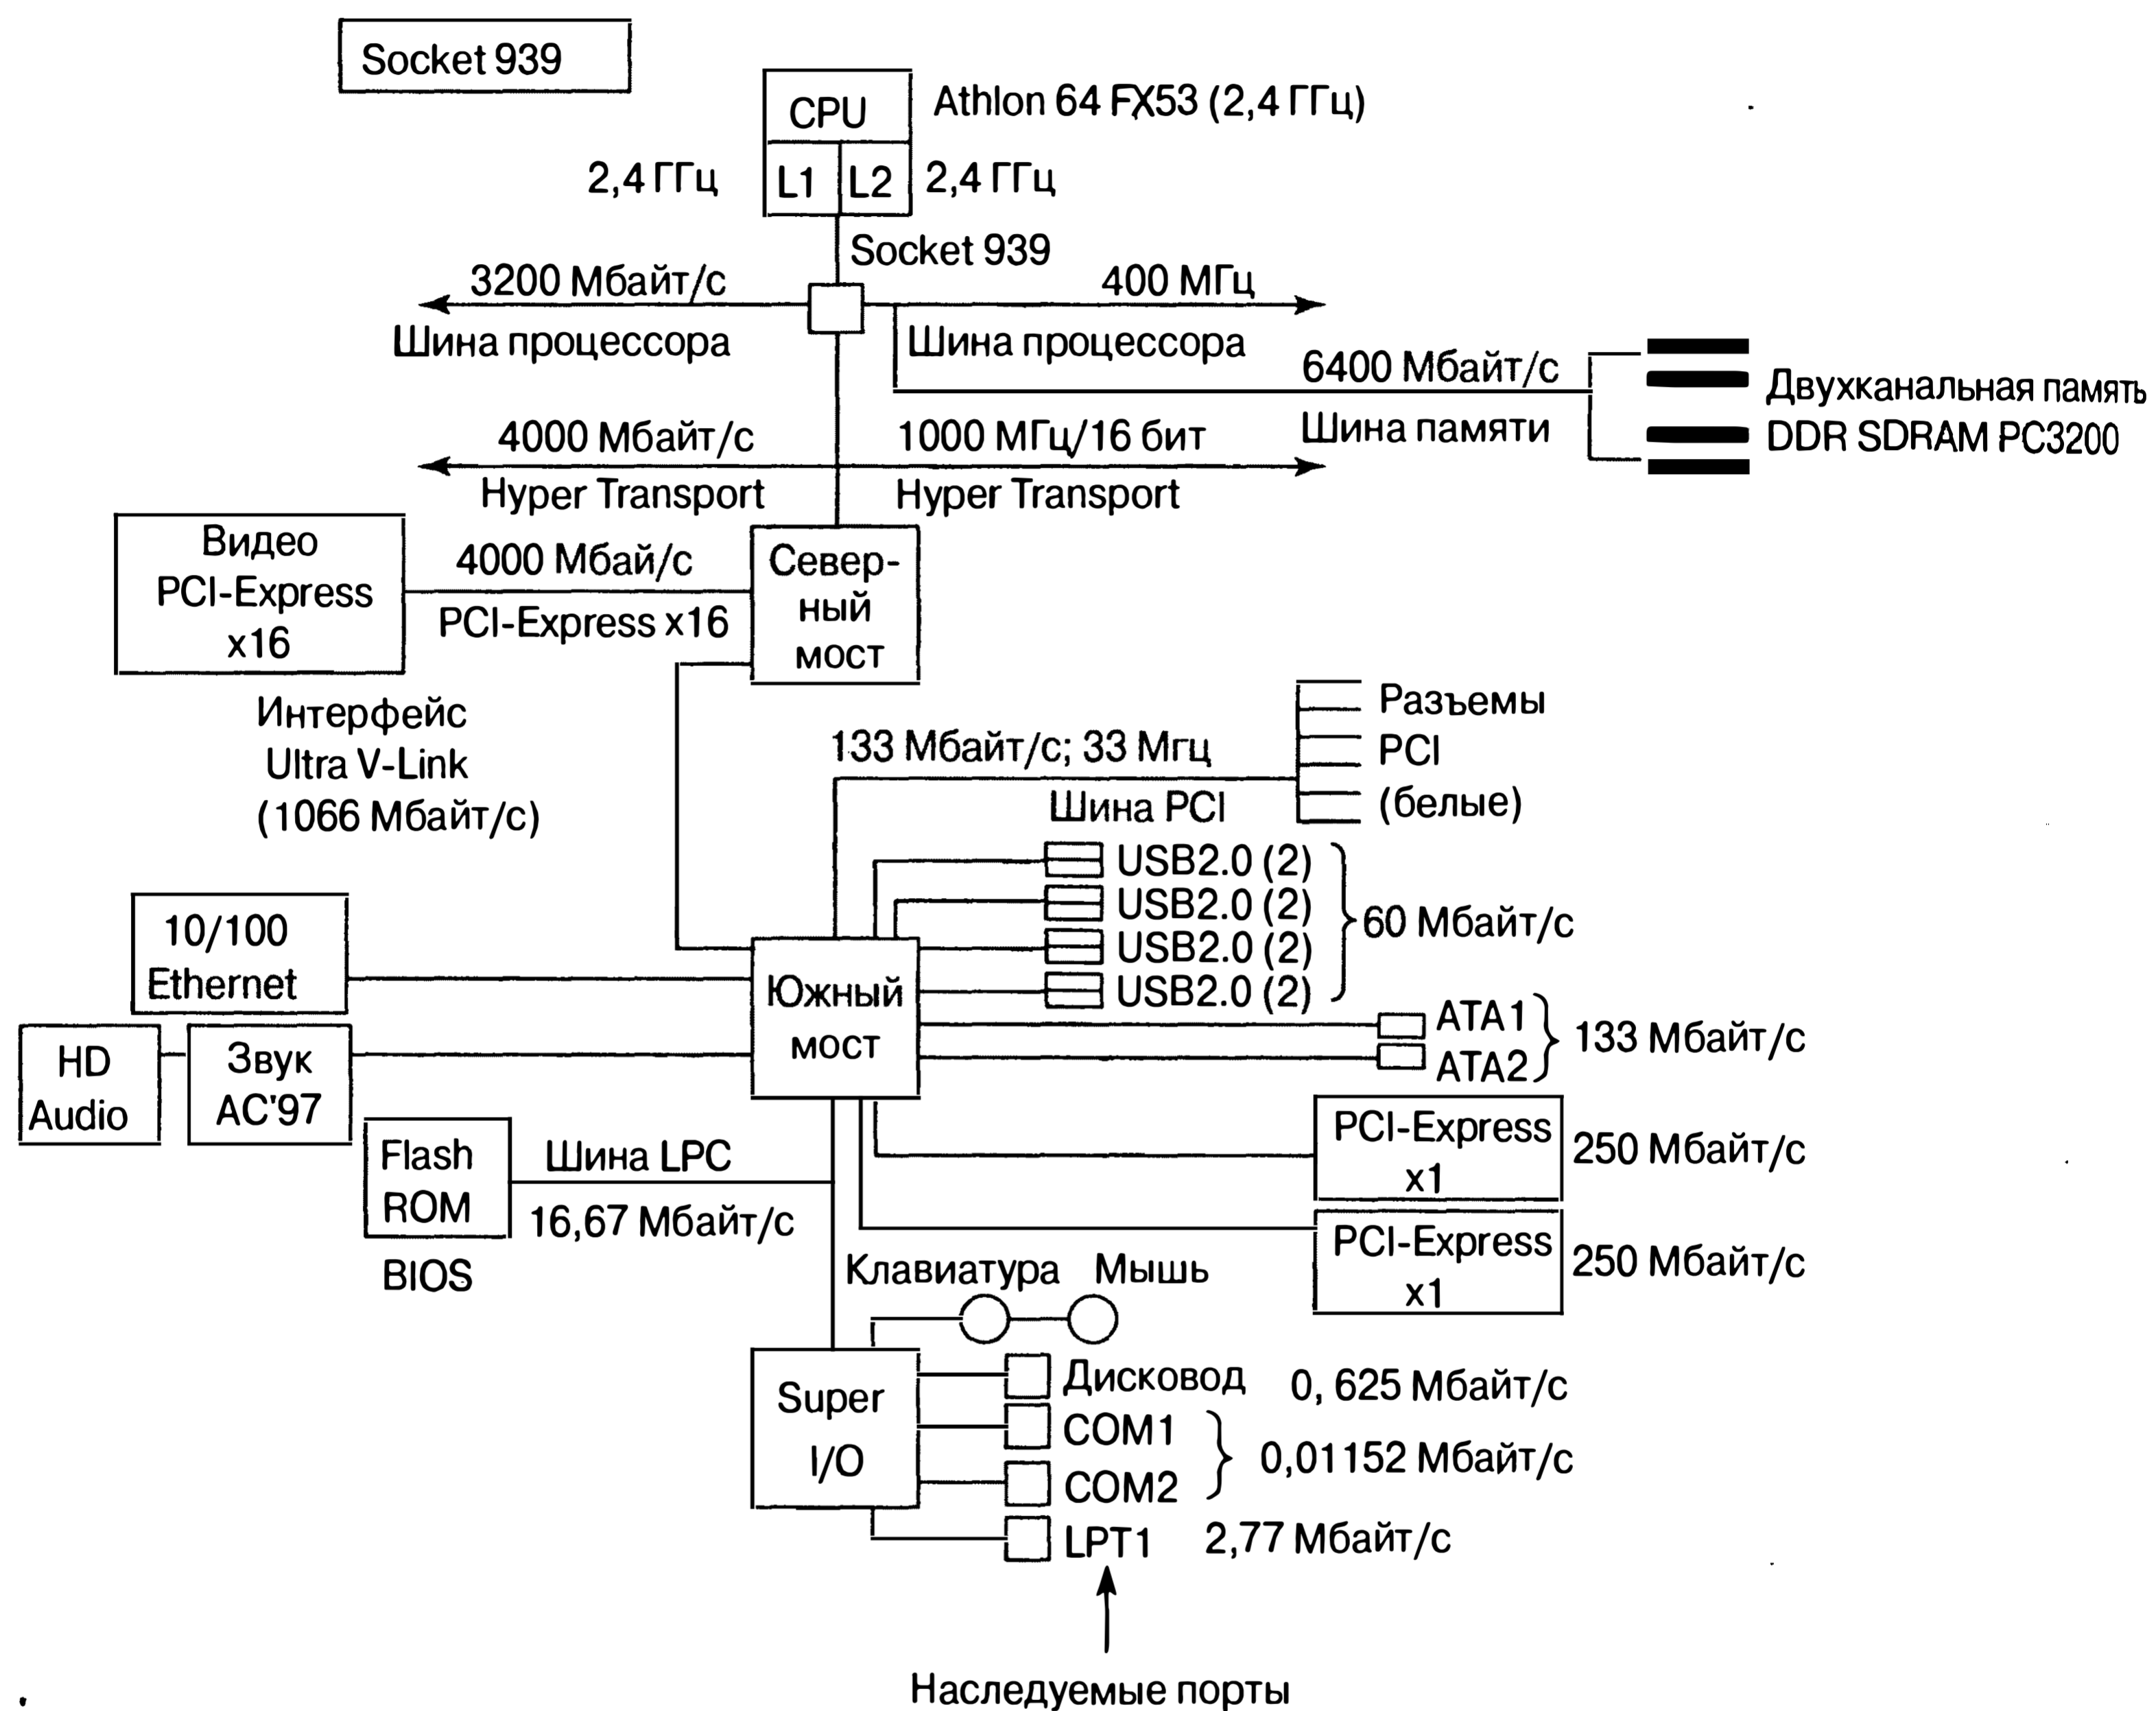 Socket 939
CPU
Athlon 64 FX53 (2,4 ГГц)
2,4 ГГц
L1
L2
2,4 ГГц
Socket 939
3200 Мбайт/с
400 МГц
Шина процессора
Шина процессора
6400 Мбайт/с
Шина памяти
Двухканальная память
DDR SDRAM PC3200
4000 Мбайт/с
1000 МГц/16 бит
Hyper Transport
Hyper Transport
Видео
PCI-Express
x16
4000 Мбай/с
PCI-Express x16
Север-
ный
мост
Интерфейс
Ultra V-Link
(1066 Мбайт/с)
133 Мбайт/с; 33 Мгц
Шина PCI
Разъемы
PCI
(белые)
USB2.0 (2)
USB2.0 (2)
USB2.0 (2)
USB2.0 (2)
60 Мбайт/с
10/100
Ethernet
Южный
мост
ATA1
ATA2
133 Мбайт/с
HD
Audio
Звук
AC'97
PCI-Express
x1
250 Мбайт/с
Flash
ROM
BIOS
Шина LPC
16,67 Мбайт/с
PCI-Express
x1
250 Мбайт/с
Клавиатура
Мышь
Super
I/O
Дисковод
0, 625 Мбайт/с
COM1
COM2
0,01152 Мбайт/с
LPT1
2,77 Мбайт/с
Наследуемые порты